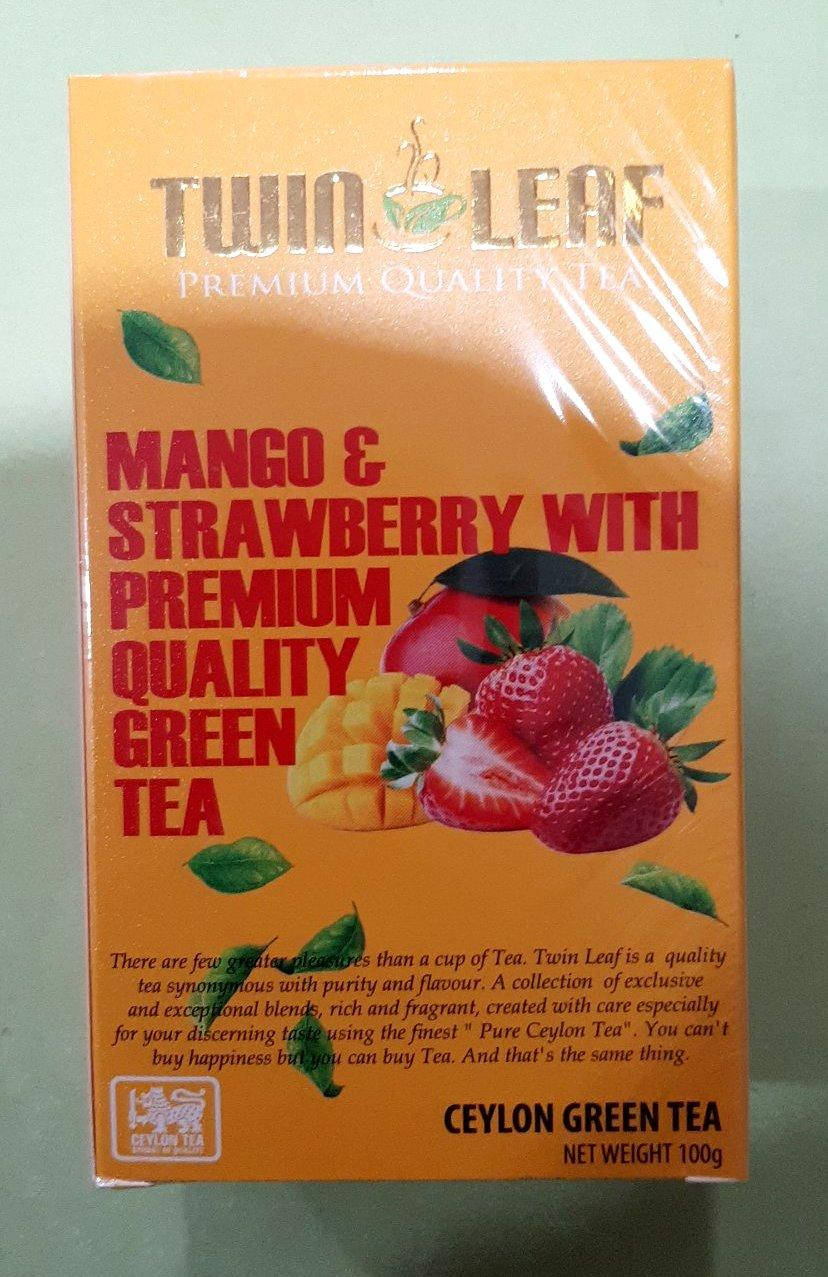 TWIN LEAF
PREMIUM QUALITY TEA
MANGO &
STRAWBERRY WITH
PREMIUM
QUALITY
GREEN
TEA
There are few greater pleasures than a cup of Tea. Twin Leaf is a quality
tea synonymous with purity and flavour. A collection of exclusive
and exceptional blends, rich and fragrant, created with care especially
for your discerning taste using the finest " Pure Ceylon Tea". You can't
buy happiness but you can buy Tea. And that's the same thing.
CEYLON TEA
CEYLON GREEN TEA
NET WEIGHT 100g